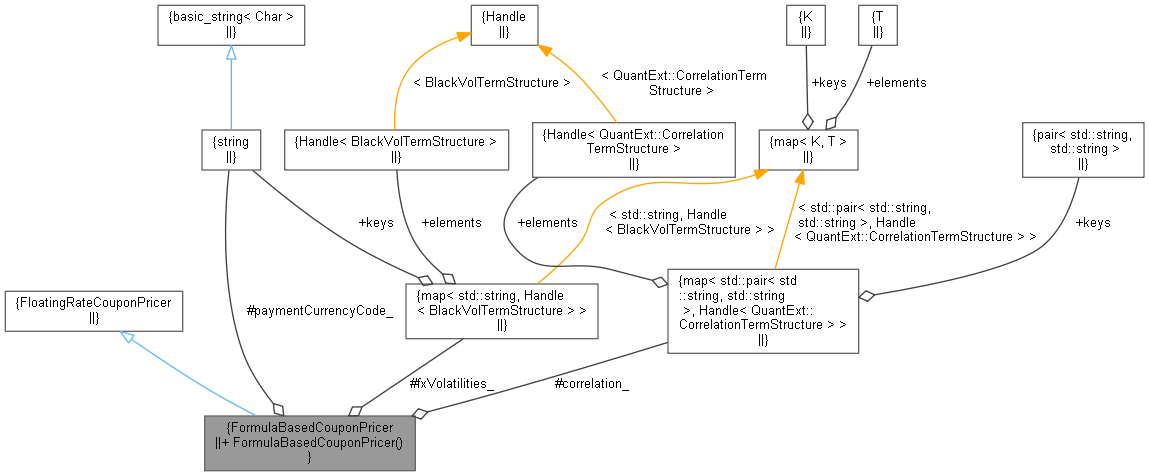 {basic_string< Char >
||}
{Handle
||}
{K
||}
{T
||}
< BlackVolTermStructure >
< QuantExt::CorrelationTerm
Structure >
+keys
+elements
{string
||}
{Handle< BlackVolTermStructure >
||}
{Handle< QuantExt::Correlation
TermStructure >
||}
{map< K, T >
||}
{pair< std::string,
std::string >
||}
+keys
+elements
+elements
< std::string, Handle
< BlackVolTermStructure > >
< std::pair< std::string,
std::string >, Handle
< QuantExt::CorrelationTermStructure > >
+keys
{FloatingRateCouponPricer
||}
#paymentCurrencyCode_
{map< std::string, Handle
< BlackVolTermStructure > >
||}
{map< std::pair< std
::string, std::string
>, Handle< QuantExt::
CorrelationTermStructure > >
||}
#fxVolatilities_
#correlation_
{FormulaBasedCouponPricer
||+ FormulaBasedCouponPricer()
}